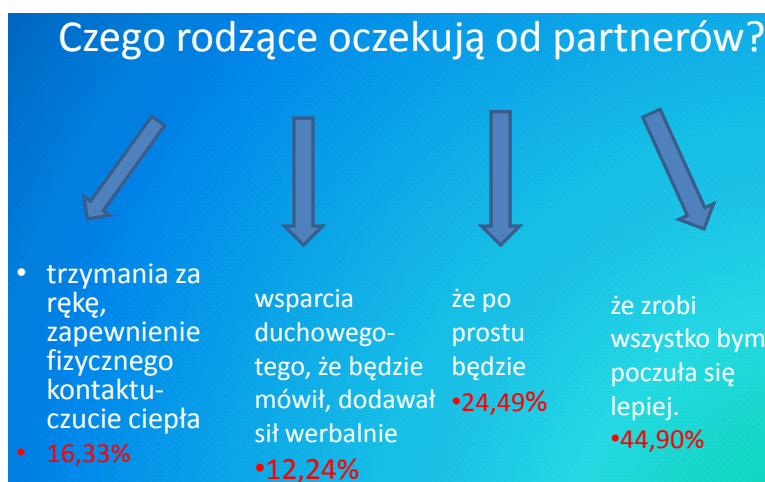 Czego rodzące oczekują od partnerów?
• trzymania za
rękę,
zapewnienie
fizycznego
kontaktu-
czucie ciepła
• 16,33%
wsparcia
duchowego-
tego, że będzie
mówił, dodawał
sił werbalnie
•12,24%
że po
prostu
będzie
•24,49%
że zrobi
wszystko bym
poczuła się
lepiej.
•44,90%